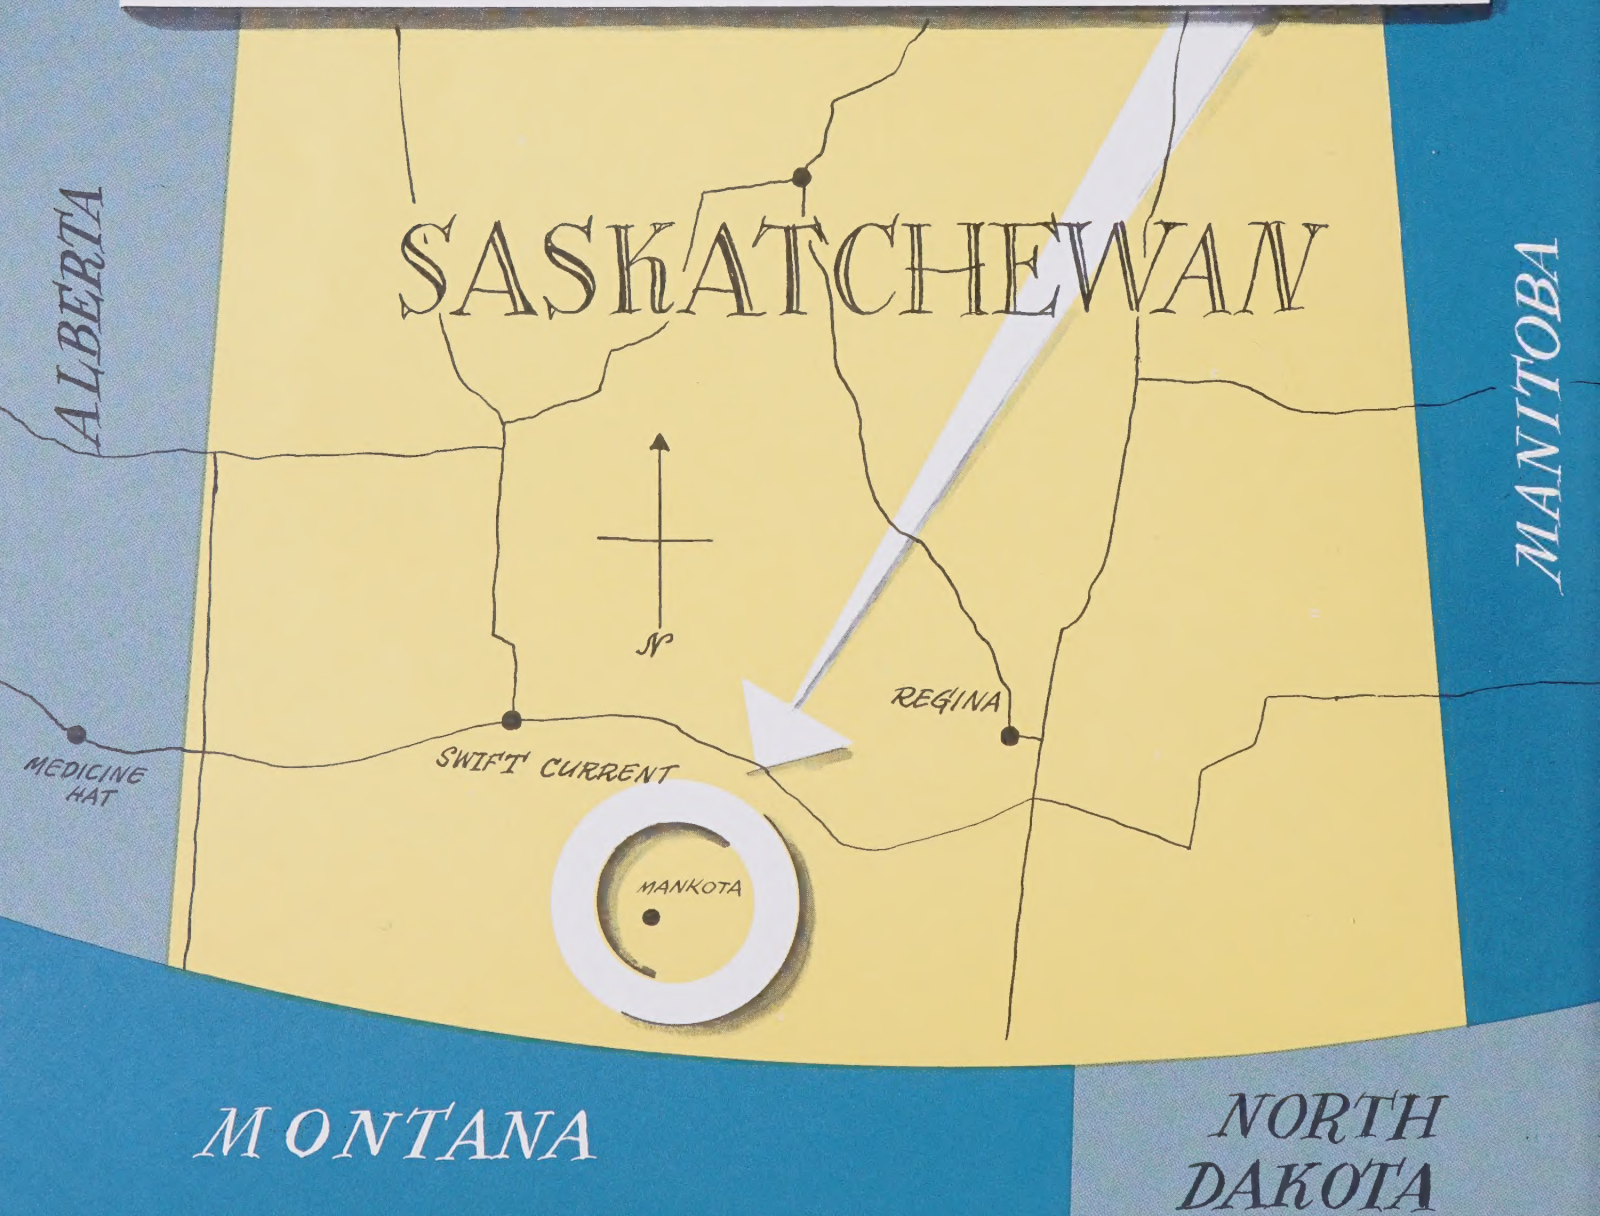 ALBERTA
SASKATCHEWAN
MANITOBA
N
REGINA
SWIFT CURRENT
MEDICINE
HAT
MANKOTA
MONTANA
NORTH
DAKOTA